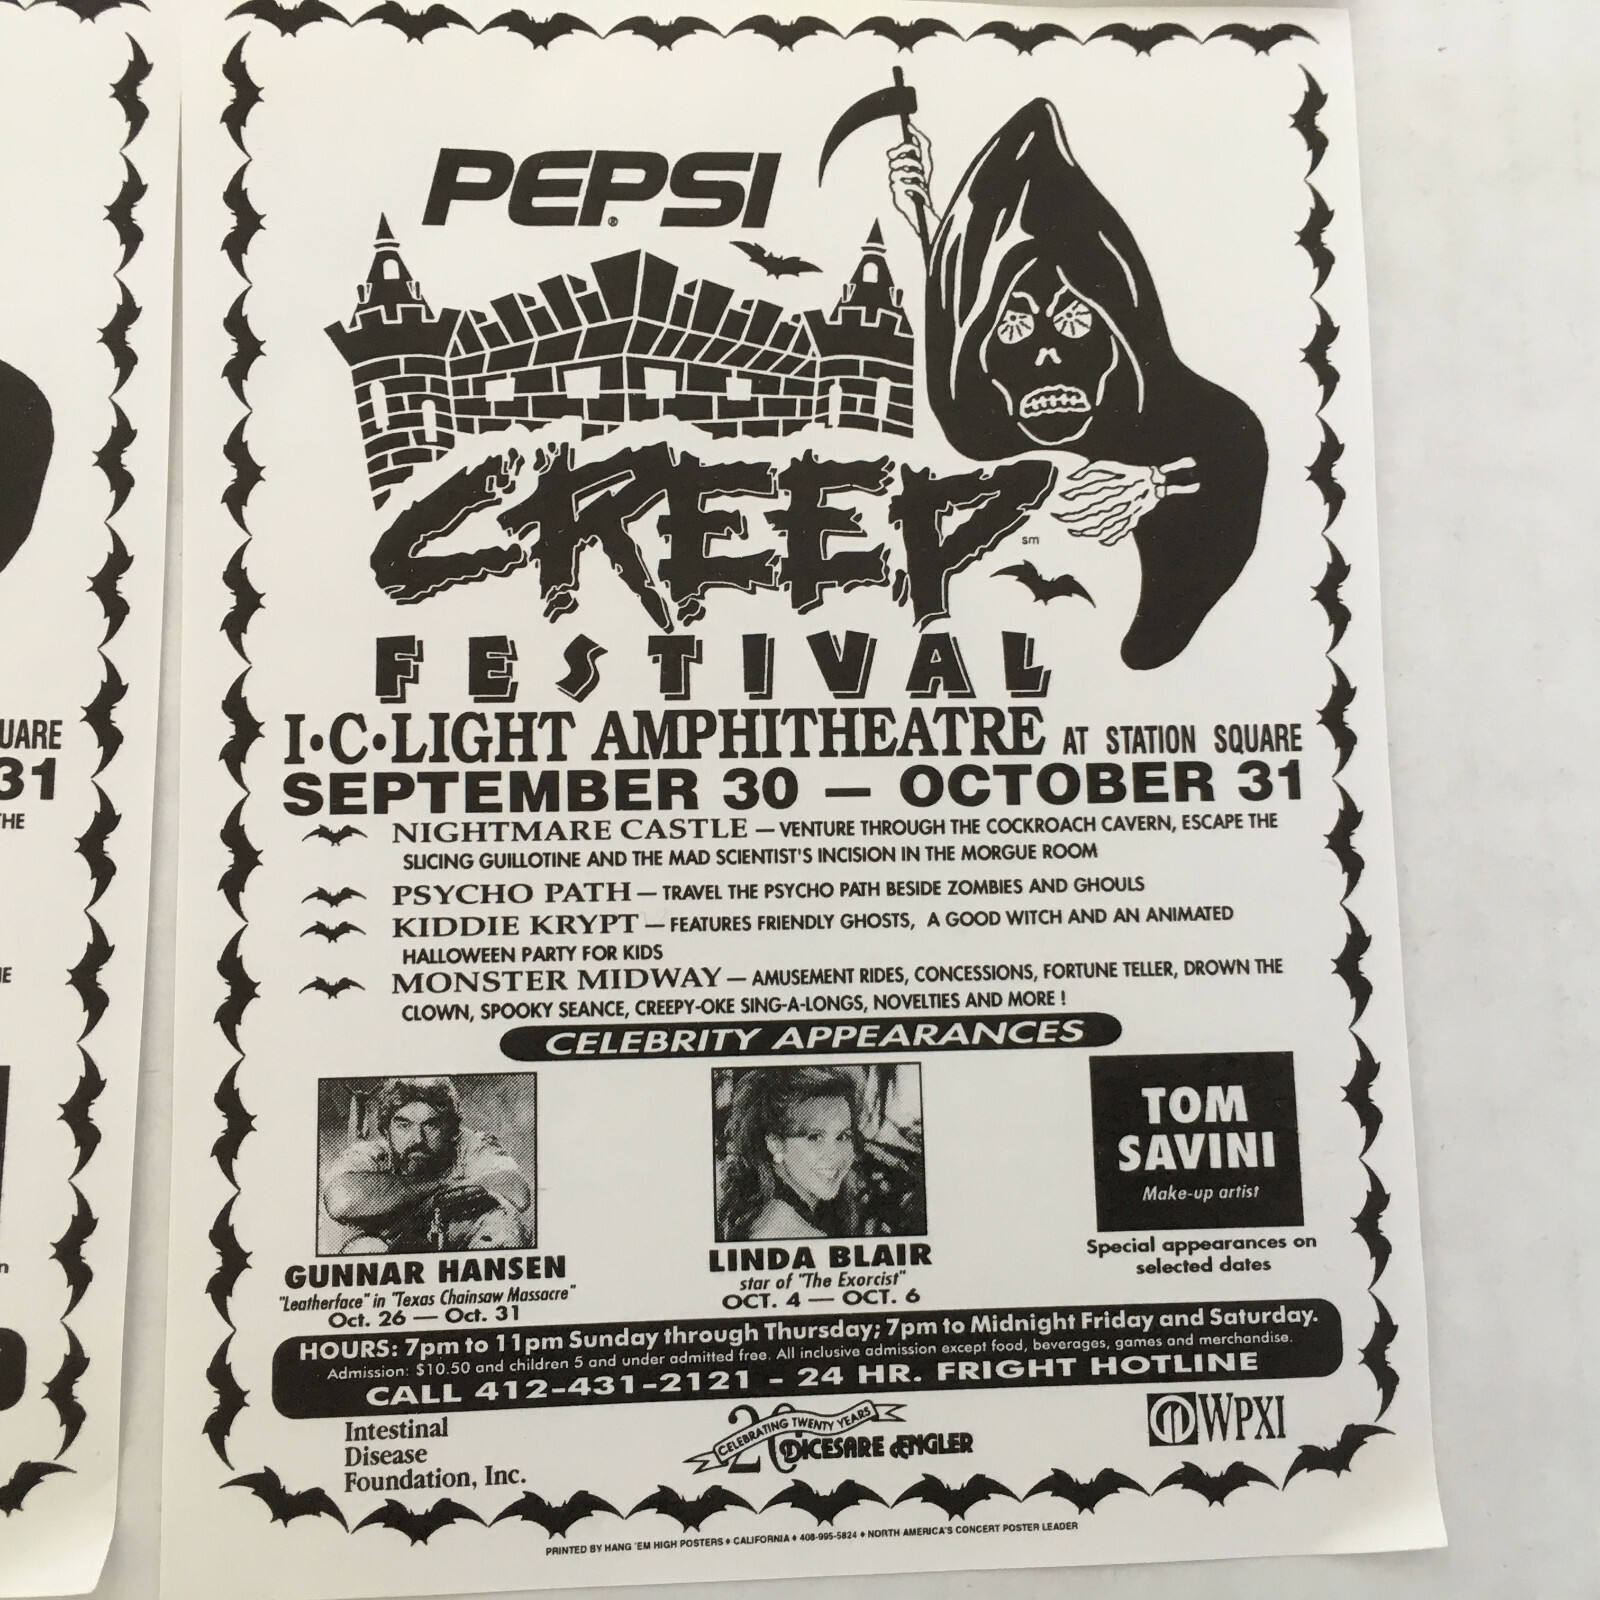 PEPSI®
CREEP SM
FESTIVAL
I·C·LIGHT AMPHITHEATRE AT STATION SQUARE
SEPTEMBER 30 — OCTOBER 31
NIGHTMARE CASTLE — VENTURE THROUGH THE COCKROACH CAVERN, ESCAPE THE
SLICING GUILLOTINE AND THE MAD SCIENTIST'S INCISION IN THE MORGUE ROOM
PSYCHO PATH — TRAVEL THE PSYCHO PATH BESIDE ZOMBIES AND GHOULS
KIDDIE KRYPT — FEATURES FRIENDLY GHOSTS, A GOOD WITCH AND AN ANIMATED
HALLOWEEN PARTY FOR KIDS
MONSTER MIDWAY — AMUSEMENT RIDES, CONCESSIONS, FORTUNE TELLER, DROWN THE
CLOWN, SPOOKY SEANCE, CREEPY-OKE SING-A-LONGS, NOVELTIES AND MORE !
CELEBRITY APPEARANCES
GUNNAR HANSEN
"Leatherface" in "Texas Chainsaw Massacre"
Oct. 26 — Oct. 31
LINDA BLAIR
star of "The Exorcist"
OCT. 4 — OCT. 6
TOM
SAVINI
Make-up artist
Special appearances on
selected dates
HOURS: 7pm to 11pm Sunday through Thursday; 7pm to Midnight Friday and Saturday.
Admission: $10.50 and children 5 and under admitted free. All inclusive admission except food, beverages, games and merchandise.
CALL 412-431-2121 - 24 HR. FRIGHT HOTLINE
Intestinal
Disease
Foundation, Inc.
20
CELEBRATING TWENTY YEARS
DICESARE ENGLER
11 WPXI
PRINTED BY HANG 'EM HIGH POSTERS ♦ CALIFORNIA ♦ 408-995-5824 ♦ NORTH AMERICA'S CONCERT POSTER LEADER
UARE
31
THE